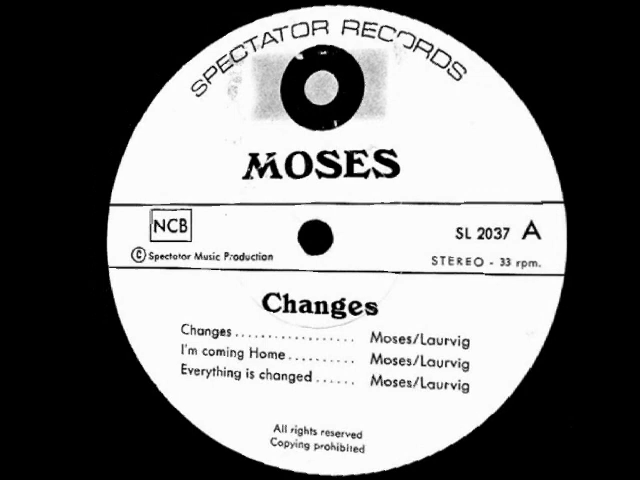 SPECTATOR RECORDS
MOSES
NCB
SL 2037 A
© Spectator Music Production
STEREO - 33 rpm.
Changes
Changes.................. Moses/Laurvig
I'm coming Home.......... Moses/Laurvig
Everything is changed...... Moses/Laurvig
All rights reserved
Copying prohibited